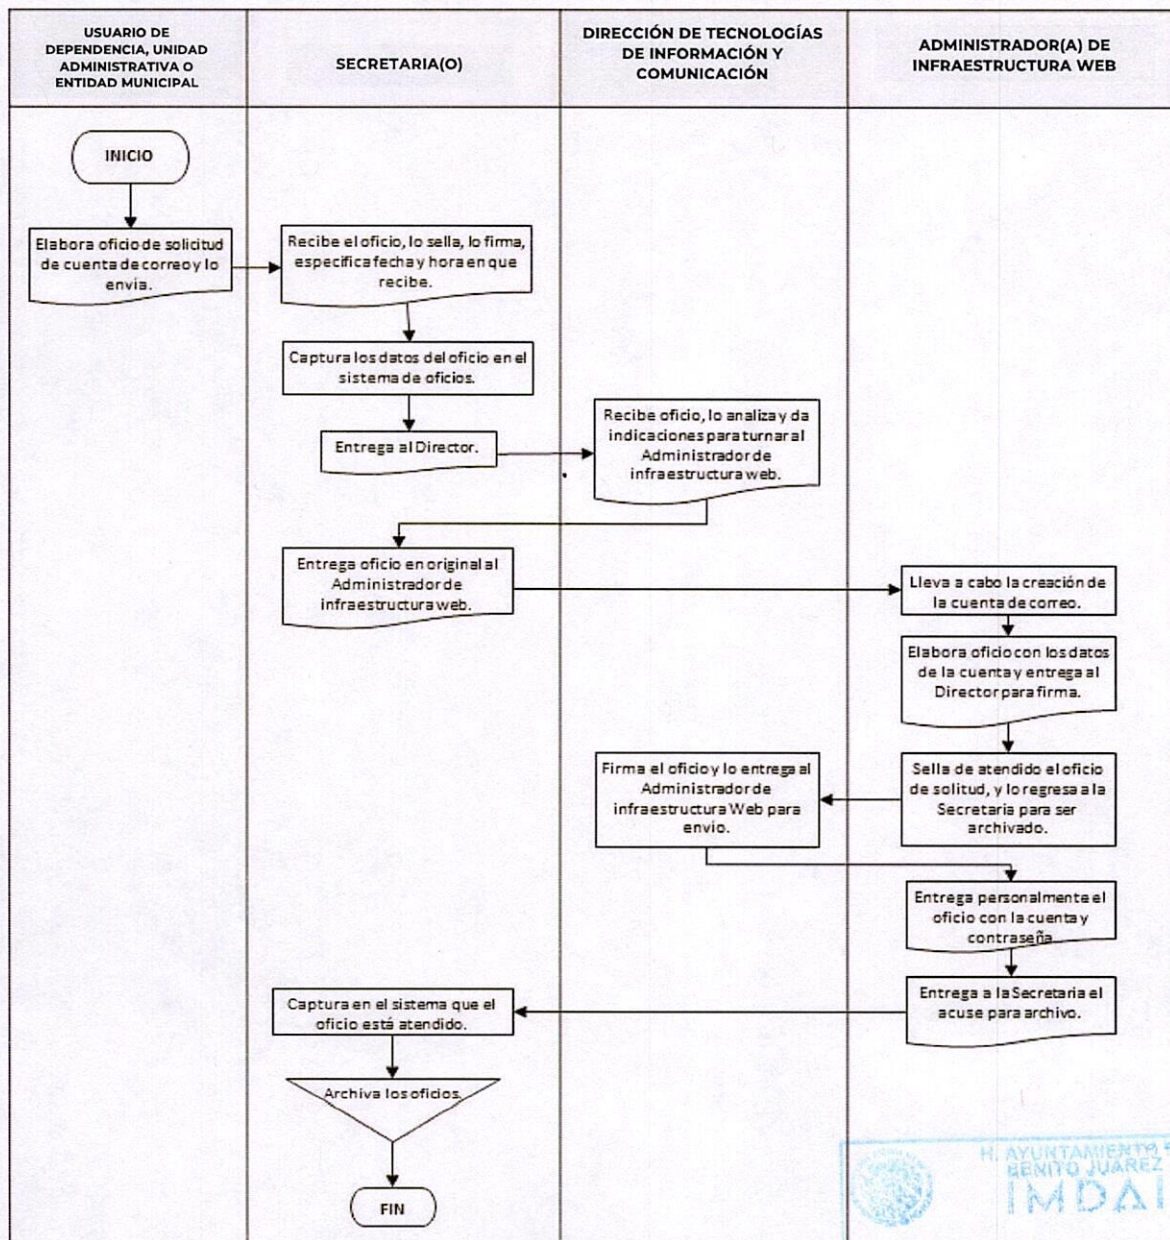 USUARIO DE
DEPENDENCIA, UNIDAD
ADMINISTRATIVA O
ENTIDAD MUNICIPAL
SECRETARIA(O)
DIRECCIÓN DE TECNOLOGÍAS
DE INFORMACIÓN Y
COMUNICACIÓN
ADMINISTRADOR(A) DE
INFRAESTRUCTURA WEB
INICIO
Elabora oficio de solicitud
de cuenta de correo y lo
envia.
Recibe el oficio, lo sella, lo firma,
especifica fecha y hora en que
recibe.
Captura los datos del oficio en el
sistema de oficios.
Entrega al Director.
Recibe oficio, lo analiza y da
indicaciones para turnar al
Administrador de
infraestructura web.
Entrega oficio en original al
Administrador de
infraestructura web.
Lleva a cabo la creación de
la cuenta de correo.
Elabora oficio con los datos
de la cuenta y entrega al
Director para firma.
Sella de atendido el oficio
de solitud, y lo regresa a la
Secretaria para ser
archivado.
Firma el oficio y lo entrega al
Administrador de
infraestructura Web para
envio.
Entrega personalmente el
oficio con la cuenta y
contraseña.
Entrega a la Secretaria el
acuse para archivo.
Captura en el sistema que el
oficio está atendido.
Archiva los oficios.
FIN
H. AYUNTAMIENTO
BENITO JUÁREZ
IMDAI